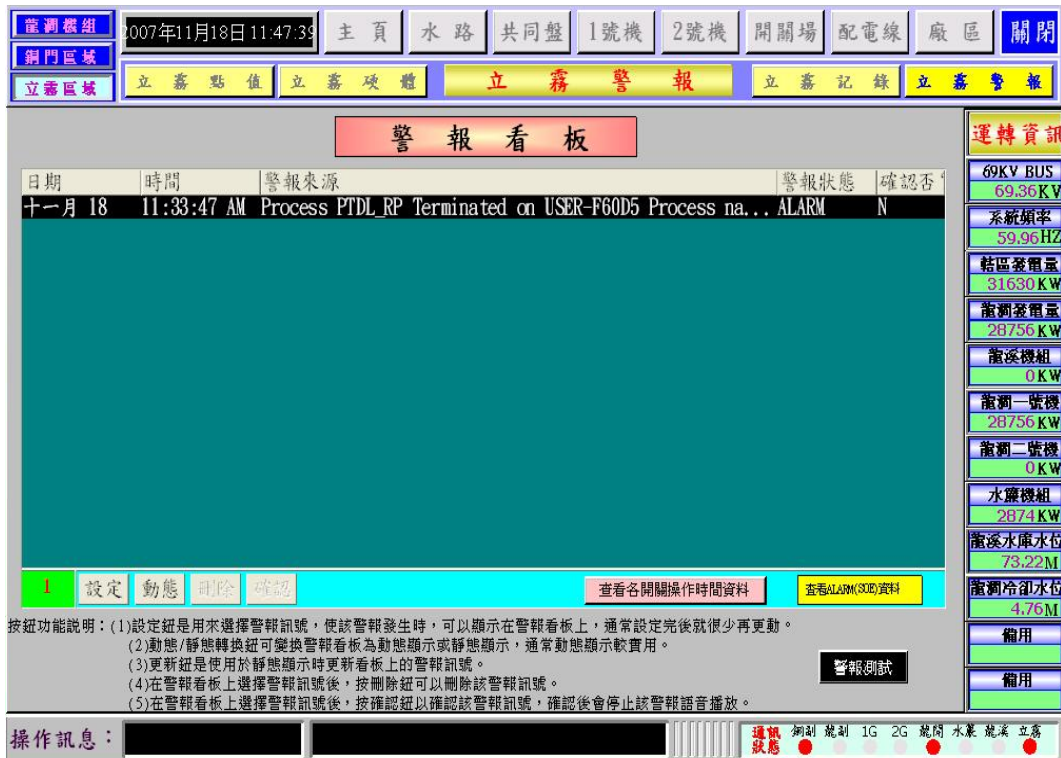 龍澗機組
銅門區域
立霧區域
2007年11月18日 11:47:39
主 頁
水 路
共同盤
1號機
2號機
開關場
配電線
廠 區
關閉
立 霧 點 值
立 霧 硬 體
立 霧 警 報
立 霧 記 錄
立 霧 警 報
警 報 看 板
日期 時間 警報來源 警報狀態 確認否
十一月 18 11:33:47 AM Process PTDL_RP Terminated on USER-F60D5 Process na... ALARM N
運轉資訊
69KV BUS
69.36KV
系統頻率
59.96HZ
轄區發電量
31630KW
龍澗發電量
28756KW
龍溪機組
0KW
龍澗一號機
28756KW
龍澗二號機
0KW
水簾機組
2874KW
龍溪水庫水位
73.22M
龍澗冷卻水位
4.76M
備用
備用
1 設定 動態 刪除 確認 查看各開關操作時間資料 查看ALARM(SOE)資料
按鈕功能說明：(1)設定鈕是用來選擇警報訊號，使該警報發生時，可以顯示在警報看板上，通常設定完後就很少再更動。
(2)動態/靜態轉換鈕可變換警報看板為動態顯示或靜態顯示，通常動態顯示較實用。
(3)更新鈕是使用於靜態顯示時更新看板上的警報訊號。
(4)在警報看板上選擇警報訊號後，按刪除鈕可以刪除該警報訊號。
(5)在警報看板上選擇警報訊號後，按確認鈕以確認該警報訊號，確認後會停止該警報語音播放。
警報測試
操作訊息：
通訊狀態
銅副 龍副 1G 2G 龍開 水簾 龍溪 立霧